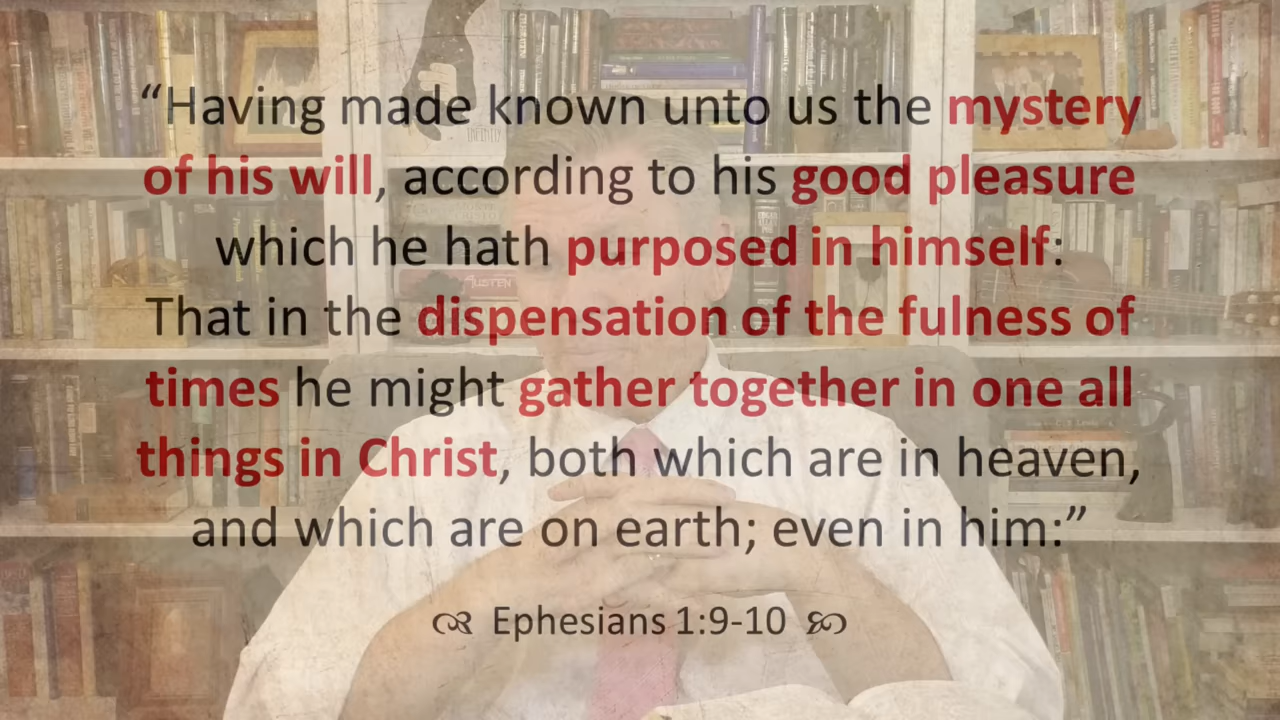 “Having made known unto us the mystery
of his will, according to his good pleasure
which he hath purposed in himself:
That in the dispensation of the fulness of
times he might gather together in one all
things in Christ, both which are in heaven,
and which are on earth; even in him:”
Ephesians 1:9-10
INFINITY
AUSTEN